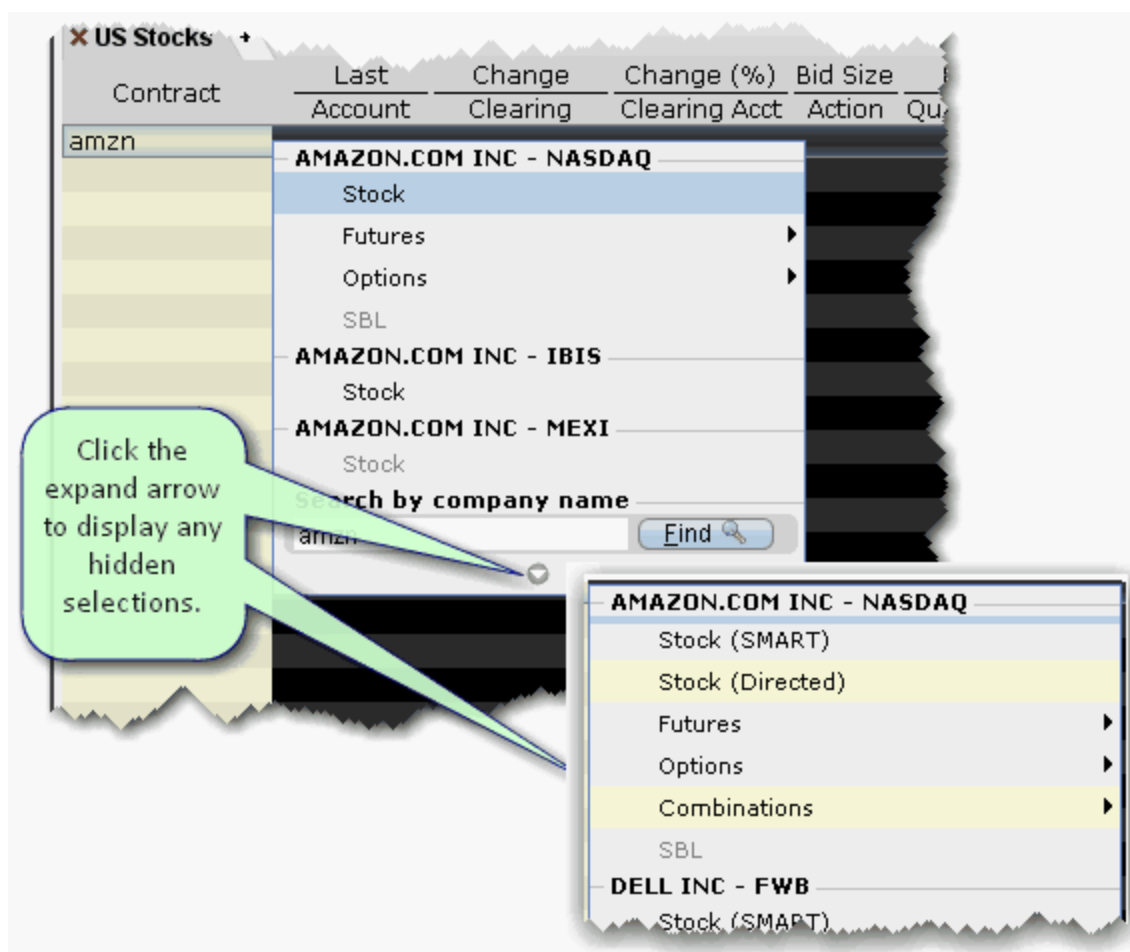 US Stocks +
Contract
Last Change Change (%) Bid Size
Account Clearing Clearing Acct Action
amzn
AMAZON.COM INC - NASDAQ
Stock
Futures
Options
SBL
AMAZON.COM INC - IBIS
Stock
AMAZON.COM INC - MEXI
Stock
Search by company name
amzn Find
Click the
expand arrow
to display any
hidden
selections.
AMAZON.COM INC - NASDAQ
Stock (SMART)
Stock (Directed)
Futures
Options
Combinations
SBL
DELL INC - FWB
Stock (SMART)